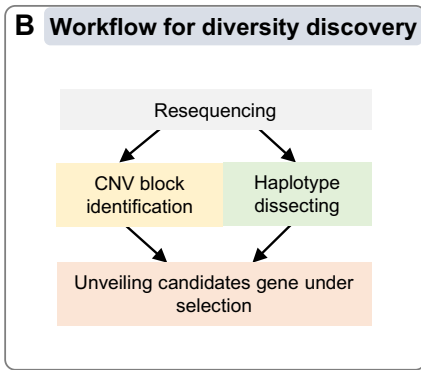 B Workflow for diversity discovery
Resequencing
CNV block
identification
Haplotype
dissecting
Unveiling candidates gene under
selection